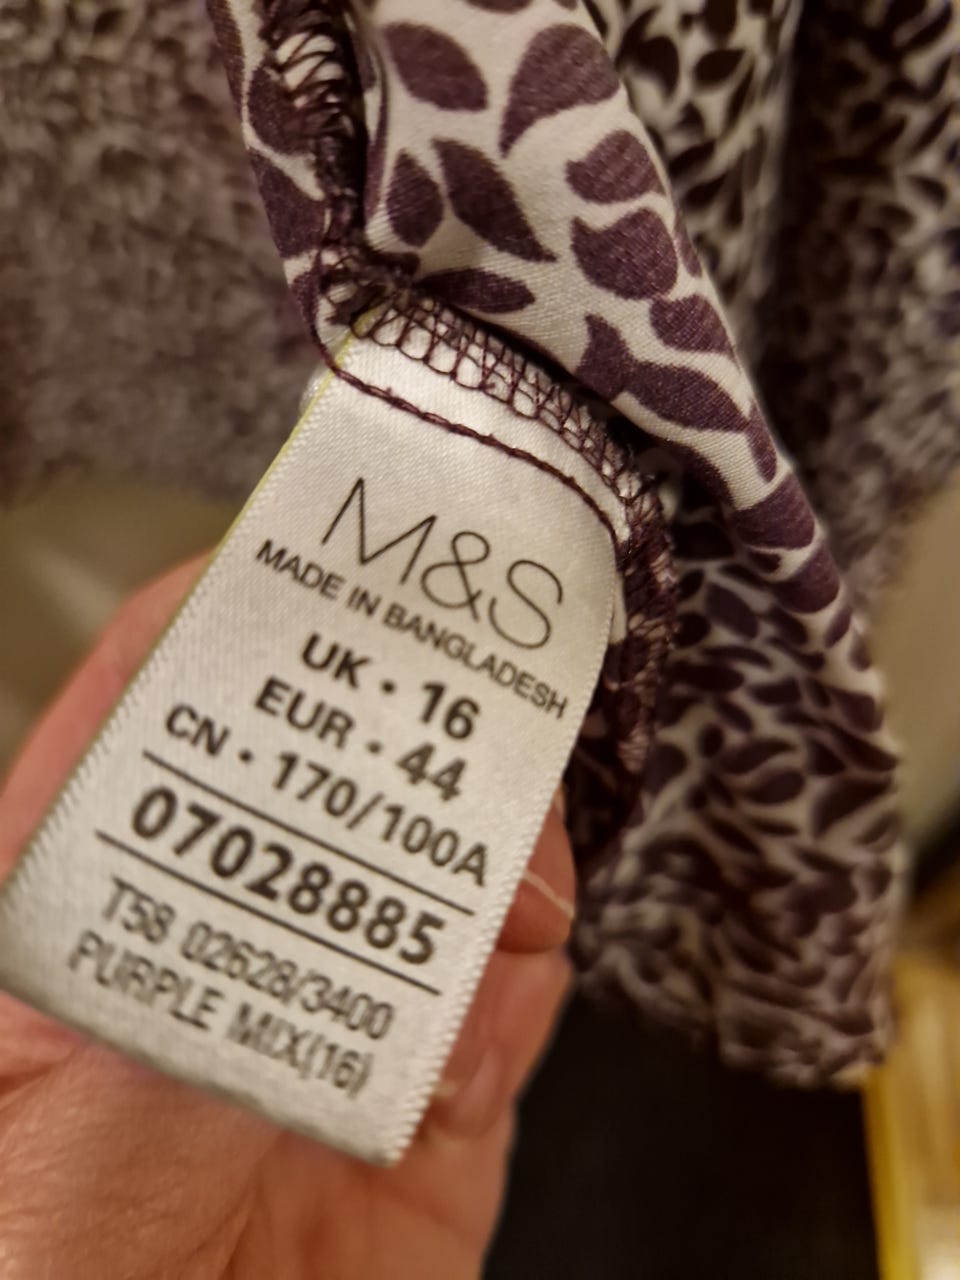 M&S
MADE IN BANGLADESH
UK • 16
EUR • 44
CN • 170/100A
07028885
T58 02628/3400
PURPLE MIX(16)